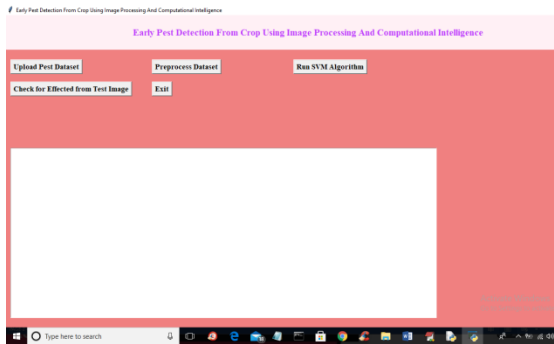 Early Pest Detection From Crop Using Image Processing And Computational Intelligence
Early Pest Detection From Crop Using Image Processing And Computational Intelligence
Upload Pest Dataset Preprocess Dataset Run SVM Algorithm
Check for Effected from Test Image Exit
Type here to search